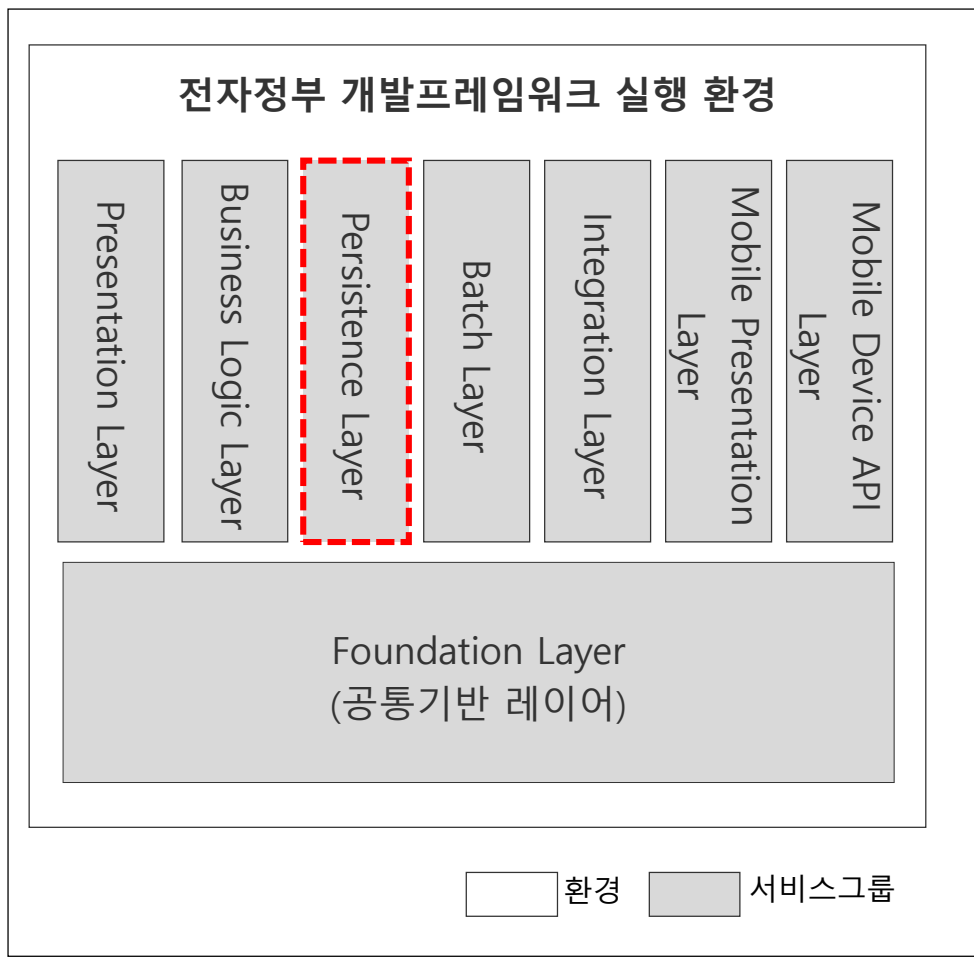 전자정부 개발프레임워크 실행 환경
Presentation Layer
Business Logic Layer
Persistence Layer
Batch Layer
Integration Layer
Mobile Presentation
Layer
Mobile Device API
Layer
Foundation Layer
(공통기반 레이어)
환경
서비스그룹